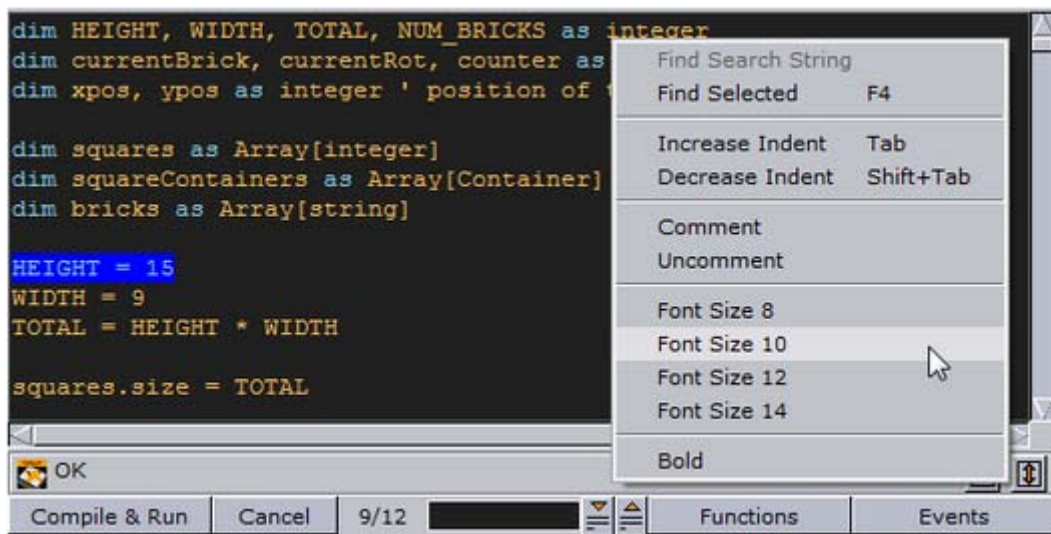 dim HEIGHT, WIDTH, TOTAL, NUM_BRICKS as integer
dim currentBrick, currentRot, counter as
dim xpos, ypos as integer ' position of
dim squares as Array[integer]
dim squareContainers as Array[Container]
dim bricks as Array[string]
HEIGHT = 15
WIDTH = 9
TOTAL = HEIGHT * WIDTH
squares.size = TOTAL
Find Search String
Find Selected F4
Increase Indent Tab
Decrease Indent Shift+Tab
Comment
Uncomment
Font Size 8
Font Size 10
Font Size 12
Font Size 14
Bold
OK
Compile & Run Cancel 9/12 Functions Events